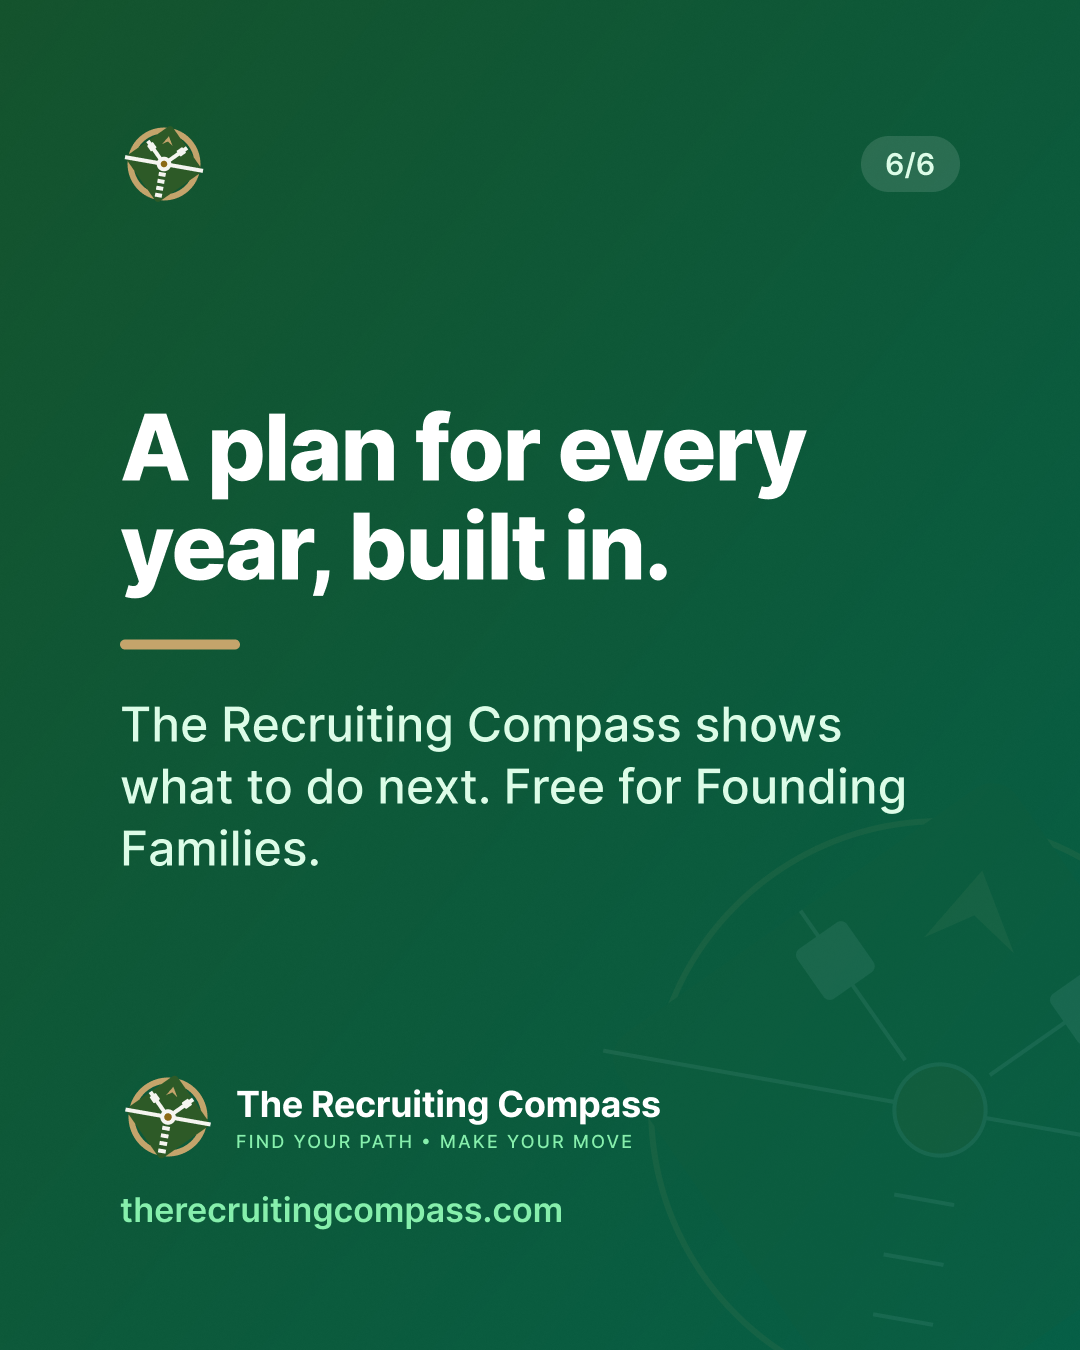 6/6
A plan for every
year, built in.
The Recruiting Compass shows
what to do next. Free for Founding
Families.
The Recruiting Compass
FIND YOUR PATH • MAKE YOUR MOVE
therecruitingcompass.com